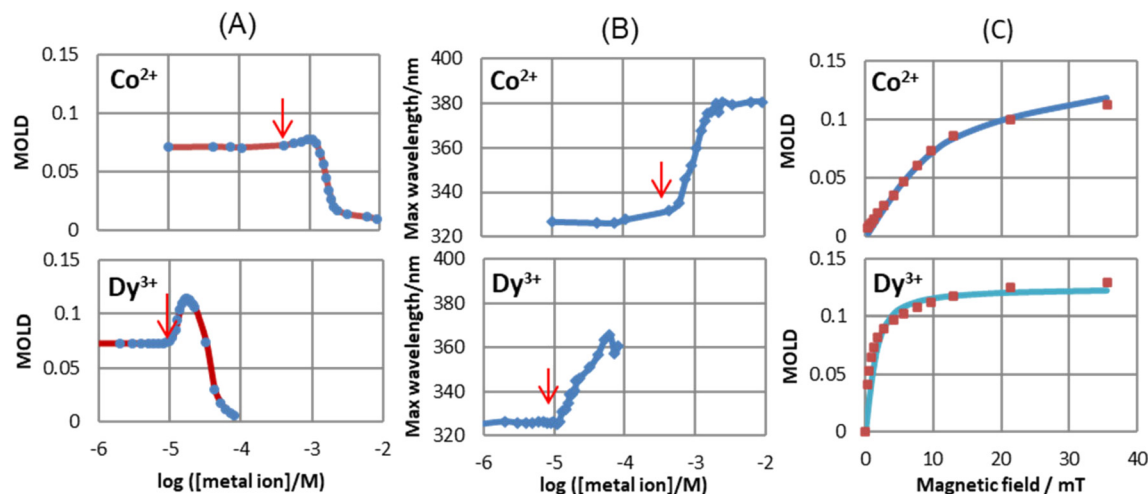 (A)
0.15
0.1
0.05
0
MOLD
Co2+
0.15
0.1
0.05
0
MOLD
Dy3+
-6 -5 -4 -3 -2
log ([metal ion]/M)
(B)
400
380
360
340
320
Max wavelength/nm
Co2+
400
380
360
340
320
Max wavelength/nm
Dy3+
-6 -5 -4 -3 -2
log ([metal ion]/M)
(C)
0.15
0.1
0.05
0
MOLD
Co2+
0.15
0.1
0.05
0
MOLD
Dy3+
0 10 20 30 40
Magnetic field / mT